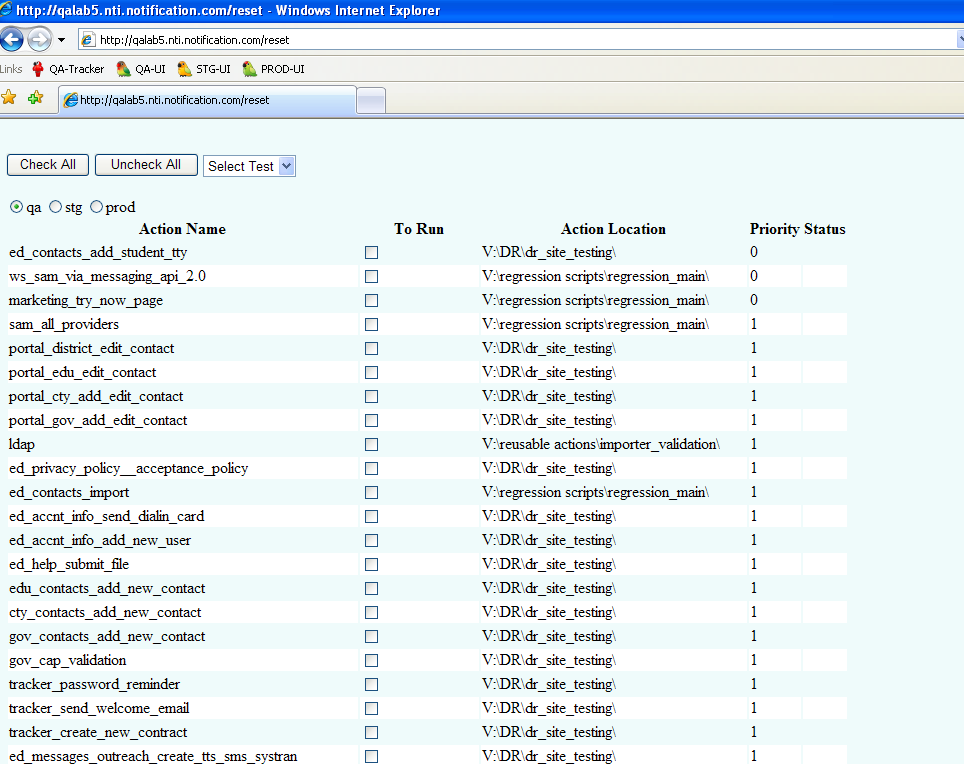 http://qalab5.nti.notification.com/reset - Windows Internet Explorer
http://qalab5.nti.notification.com/reset
Links QA-Tracker QA-UI STG-UI PROD-UI
http://qalab5.nti.notification.com/reset
Check All Uncheck All Select Test
qa stg prod
Action Name To Run Action Location Priority Status
ed_contacts_add_student_tty V:\DR\dr_site_testing\ 0
ws_sam_via_messaging_api_2.0 V:\regression scripts\regression_main\ 0
marketing_try_now_page V:\regression scripts\regression_main\ 0
sam_all_providers V:\regression scripts\regression_main\ 1
portal_district_edit_contact V:\DR\dr_site_testing\ 1
portal_edu_edit_contact V:\DR\dr_site_testing\ 1
portal_cty_add_edit_contact V:\DR\dr_site_testing\ 1
portal_gov_add_edit_contact V:\DR\dr_site_testing\ 1
ldap V:\reusable actions\importer_validation\ 1
ed_privacy_policy__acceptance_policy V:\DR\dr_site_testing\ 1
ed_contacts_import V:\regression scripts\regression_main\ 1
ed_accnt_info_send_dialin_card V:\DR\dr_site_testing\ 1
ed_accnt_info_add_new_user V:\DR\dr_site_testing\ 1
ed_help_submit_file V:\DR\dr_site_testing\ 1
edu_contacts_add_new_contact V:\DR\dr_site_testing\ 1
cty_contacts_add_new_contact V:\DR\dr_site_testing\ 1
gov_contacts_add_new_contact V:\DR\dr_site_testing\ 1
gov_cap_validation V:\DR\dr_site_testing\ 1
tracker_password_reminder V:\DR\dr_site_testing\ 1
tracker_send_welcome_email V:\DR\dr_site_testing\ 1
tracker_create_new_contract V:\DR\dr_site_testing\ 1
ed_messages_outreach_create_tts_sms_systran V:\DR\dr_site_testing\ 1